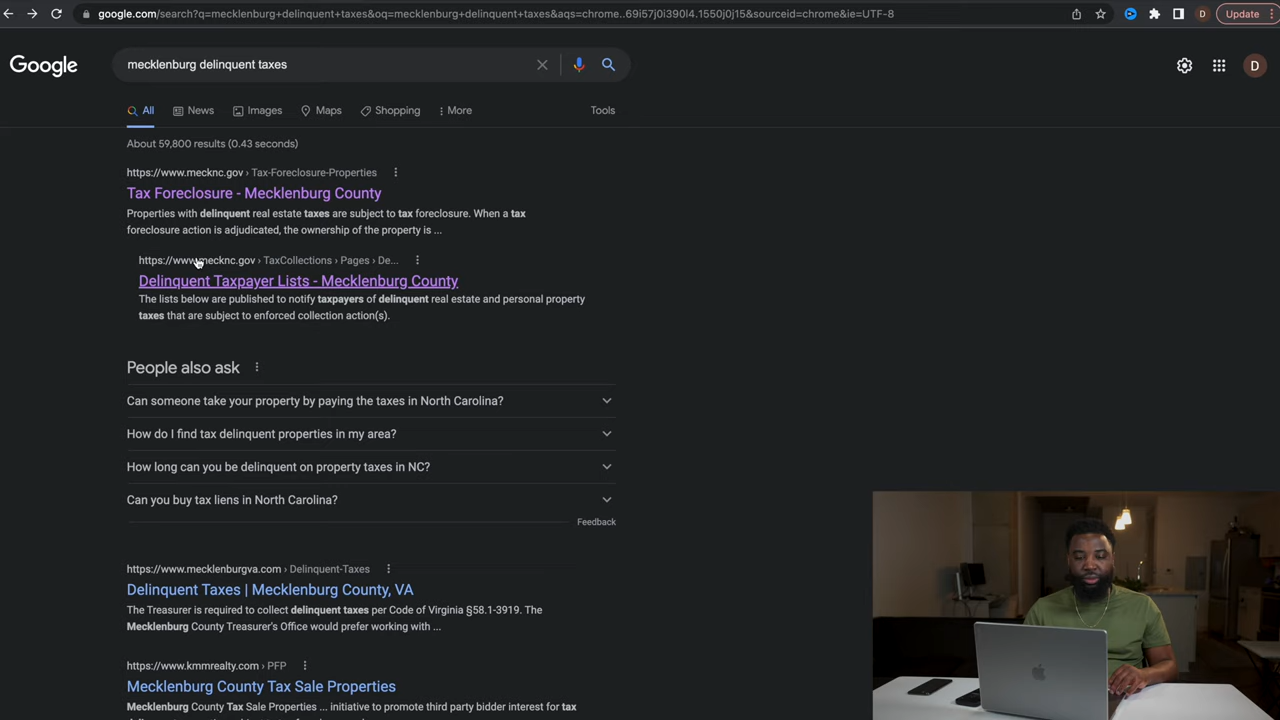 google.com/search?q=mecklenburg+delinquent+taxes&oq=mecklenburg+delinquent+taxes&aqs=chrome..69i57j0i390l4.1550j0j15&sourceid=chrome&ie=UTF-8
D
Update
Google
mecklenburg delinquent taxes
D
All
News
Images
Maps
Shopping
More
Tools
About 59,800 results (0.43 seconds)
https://www.mecknc.gov › Tax-Foreclosure-Properties
Tax Foreclosure - Mecklenburg County
Properties with delinquent real estate taxes are subject to tax foreclosure. When a tax
foreclosure action is adjudicated, the ownership of the property is ...
https://www.mecknc.gov › TaxCollections › Pages › De...
Delinquent Taxpayer Lists - Mecklenburg County
The lists below are published to notify taxpayers of delinquent real estate and personal property
taxes that are subject to enforced collection action(s).
People also ask
Can someone take your property by paying the taxes in North Carolina?
How do I find tax delinquent properties in my area?
How long can you be delinquent on property taxes in NC?
Can you buy tax liens in North Carolina?
Feedback
https://www.mecklenburgva.com › Delinquent-Taxes
Delinquent Taxes | Mecklenburg County, VA
The Treasurer is required to collect delinquent taxes per Code of Virginia §58.1-3919. The
Mecklenburg County Treasurer's Office would prefer working with ...
https://www.kmmrealty.com › PFP
Mecklenburg County Tax Sale Properties
Mecklenburg County Tax Sale Properties ... initiative to promote third party bidder interest for tax